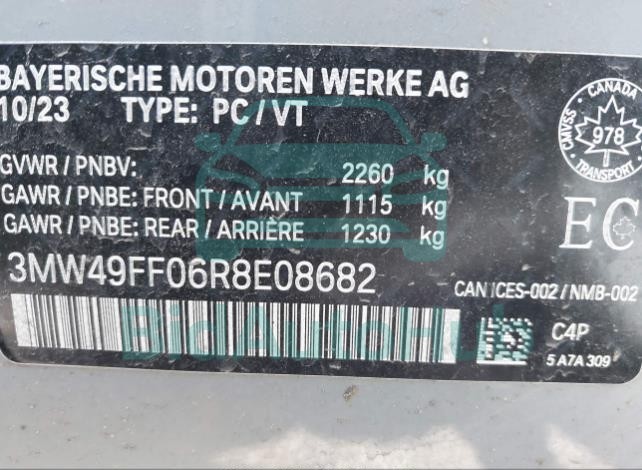 BAYERISCHE MOTOREN WERKE AG
10/23 TYPE: PC / VT
GVWR / PNBV: 2260 kg
GAWR / PNBE: FRONT / AVANT 1115 kg
GAWR / PNBE: REAR / ARRIÈRE 1230 kg
CANADA
CMVSS 978 NSVAC
TRANSPORT
EC
3MW49FF06R8E08682
CAN ICES-002 / NMB-002
BidAutoHub
C4P
5 A7A 309